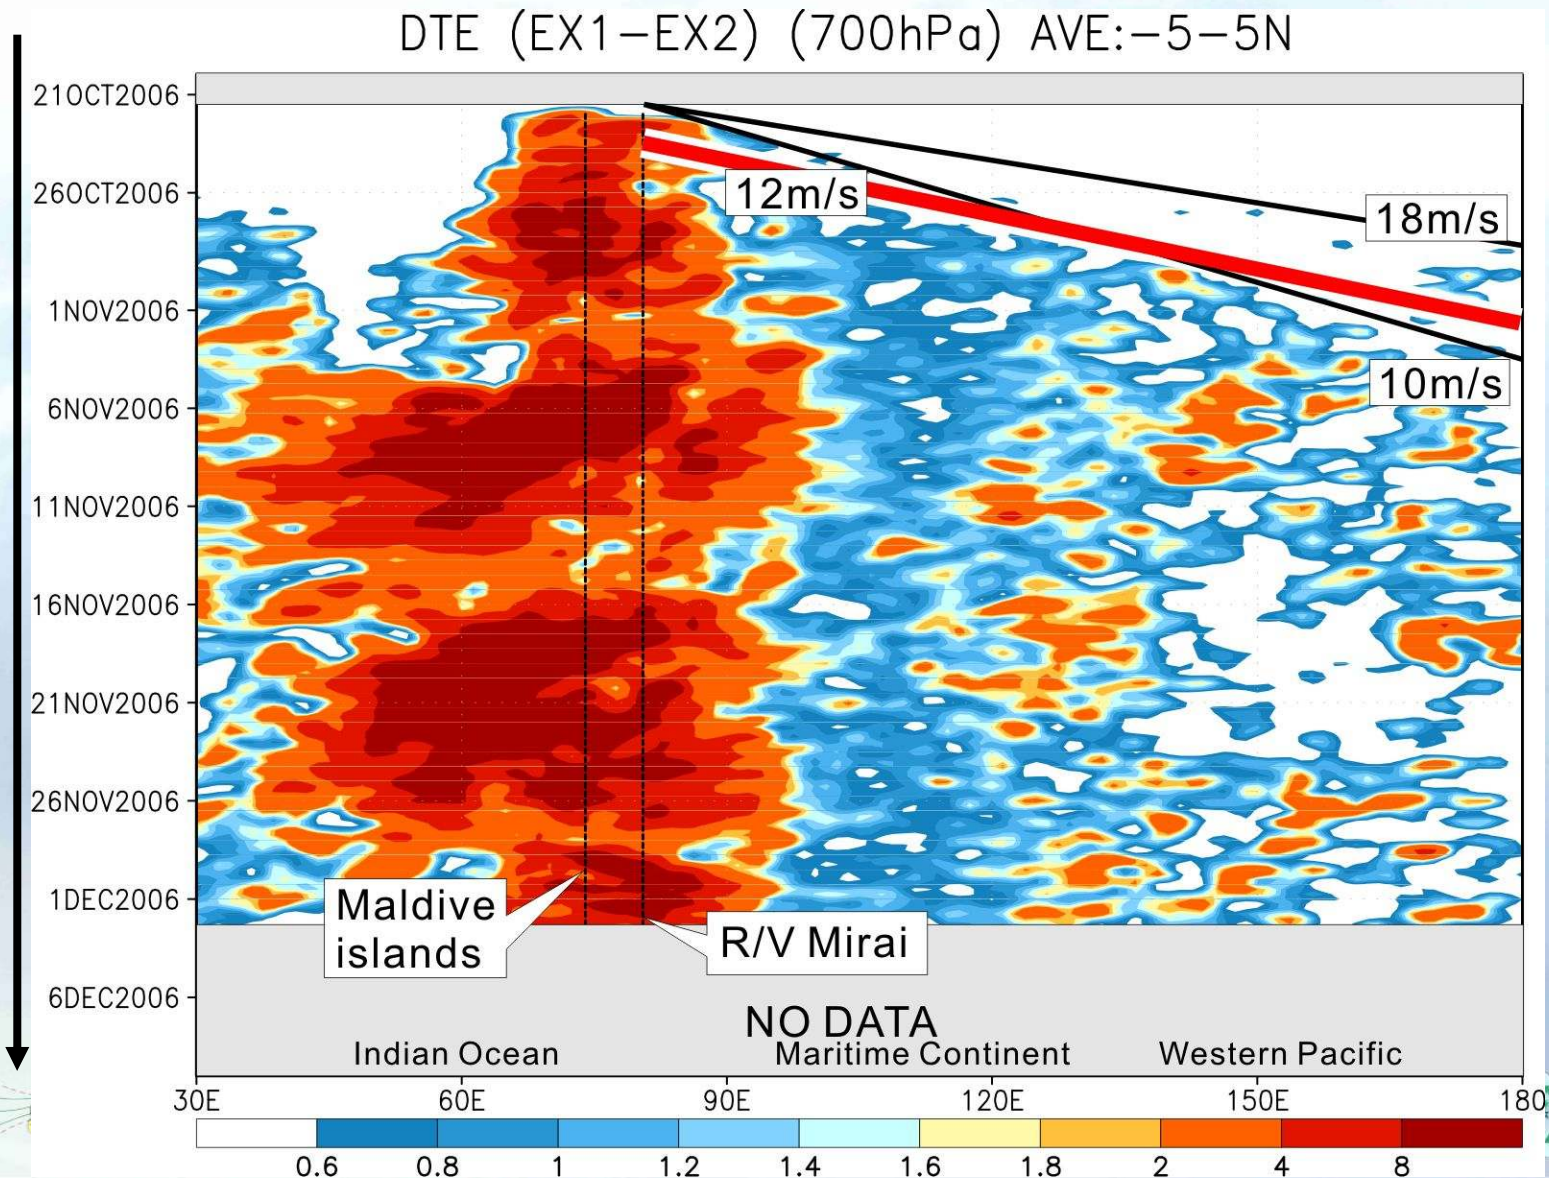 DTE (EX1-EX2) (700hPa) AVE:-5-5N
21OCT2006
26OCT2006
12m/s
18m/s
1NOV2006
10m/s
6NOV2006
11NOV2006
16NOV2006
21NOV2006
26NOV2006
1DEC2006
Maldive
islands
R/V Mirai
6DEC2006
NO DATA
Indian Ocean Maritime Continent Western Pacific
30E 60E 90E 120E 150E 180
0.6 0.8 1 1.2 1.4 1.6 1.8 2 4 8